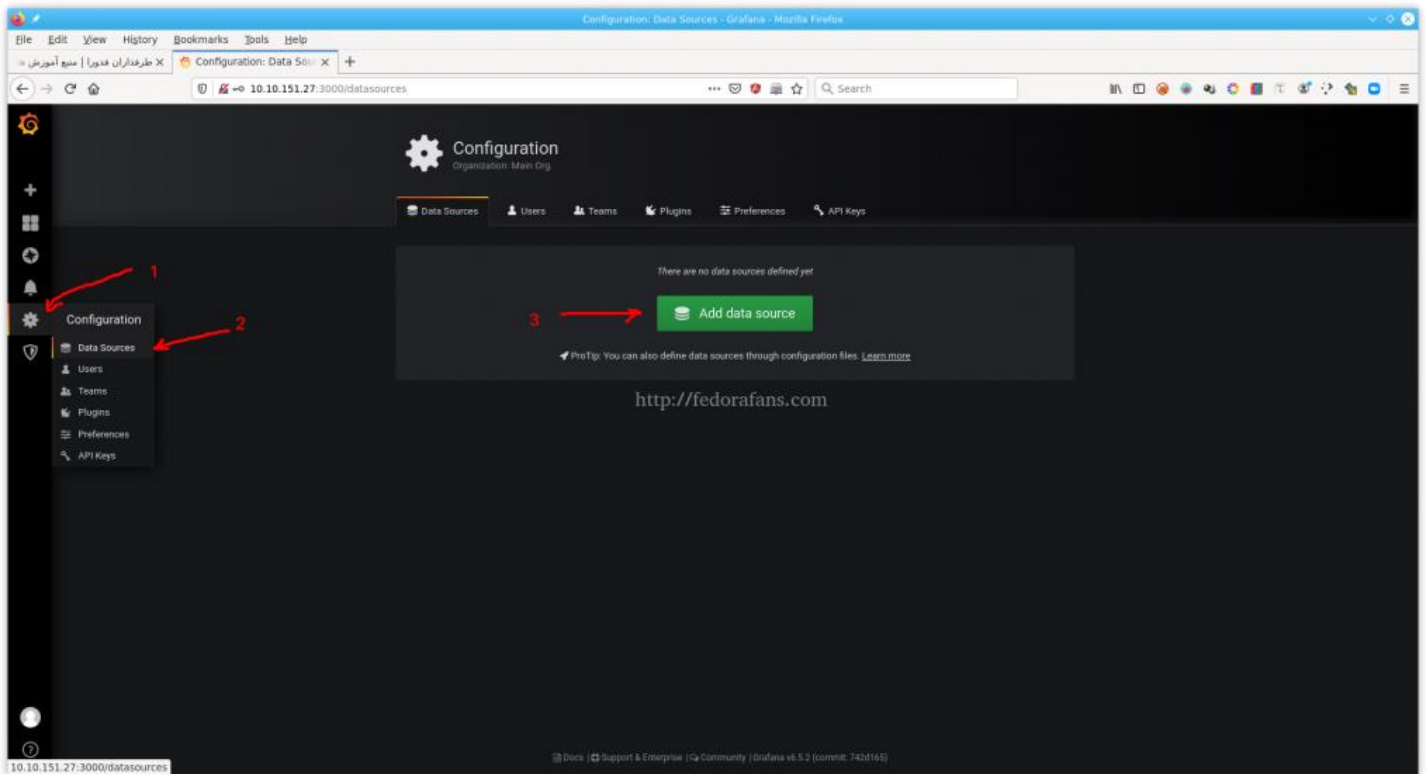 Configuration: Data Sources - Grafana - Mozilla Firefox
File Edit View History Bookmarks Tools Help
طرفداران فدورا | منبع آموزش
Configuration: Data Sou
10.10.151.27:3000/datasources
Search
Configuration
Organization: Main Org.
Data Sources Users Teams Plugins Preferences API Keys
There are no data sources defined yet
1
Configuration
2
3
Add data source
Data Sources
ProTip: You can also define data sources through configuration files. Learn more
Users
Teams
http://fedorafans.com
Plugins
Preferences
API Keys
Docs | Support & Enterprise | Community | Grafana v6.5.2 (commit: 742d165)
10.10.151.27:3000/datasources